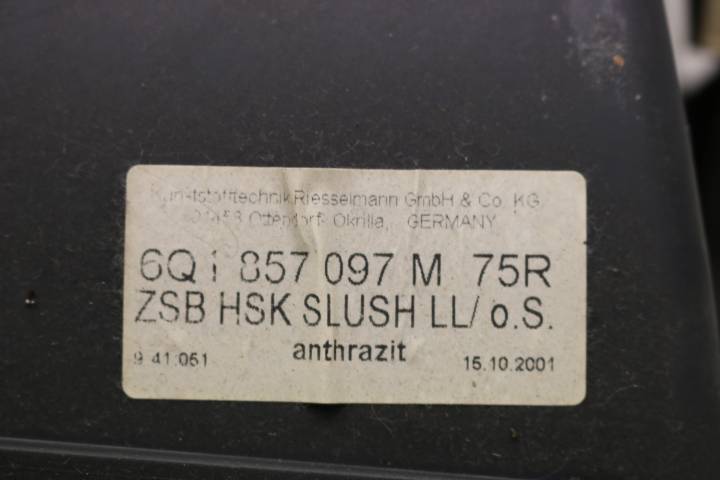 Kunststofftechnik Riesselmann GmbH & Co. KG
Ottendorf- Okrilla, GERMANY
6Q1 857 097 M 75R
ZSB HSK SLUSH LL/ o.S.
anthrazit
9 41.051 15.10.2001